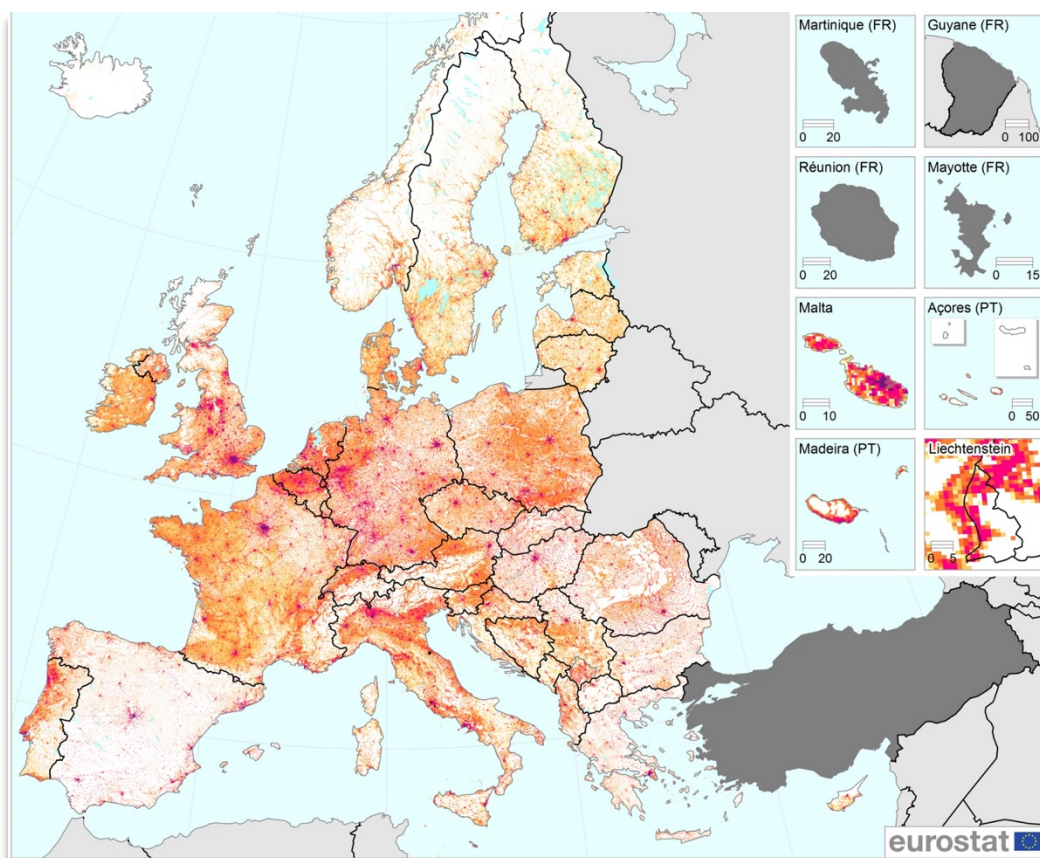 Martinique (FR)
0 20
Guyane (FR)
0 100
Réunion (FR)
0 20
Mayotte (FR)
0 15
Malta
0 10
Açores (PT)
0 50
Madeira (PT)
0 20
Liechtenstein
0 5
eurostat